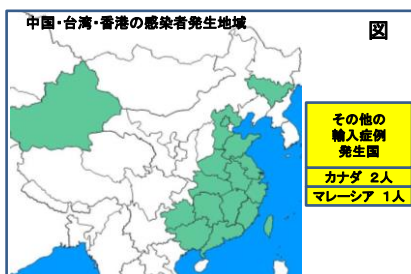 中国・台湾・香港の感染者発生地域
図
その他の
輸入症例
発生国
カナダ 2人
マレーシア 1人